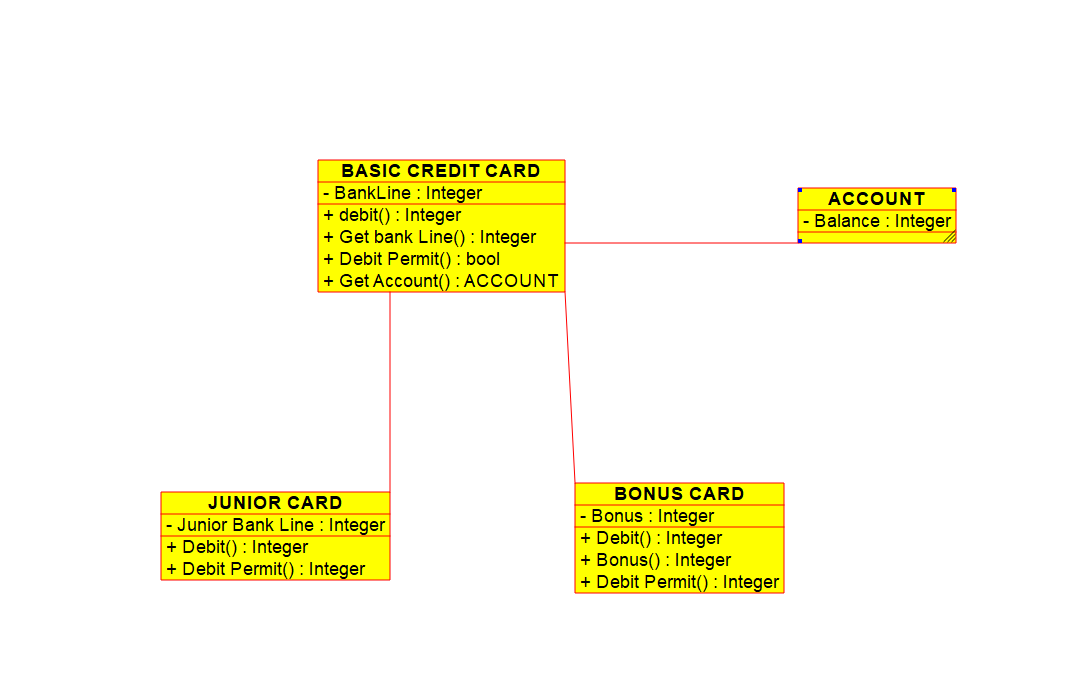 BASIC CREDIT CARD
- BankLine : Integer
+ debit() : Integer
+ Get bank Line() : Integer
+ Debit Permit() : bool
+ Get Account() : ACCOUNT
ACCOUNT
- Balance : Integer
JUNIOR CARD
- Junior Bank Line : Integer
+ Debit() : Integer
+ Debit Permit() : Integer
BONUS CARD
- Bonus : Integer
+ Debit() : Integer
+ Bonus() : Integer
+ Debit Permit() : Integer